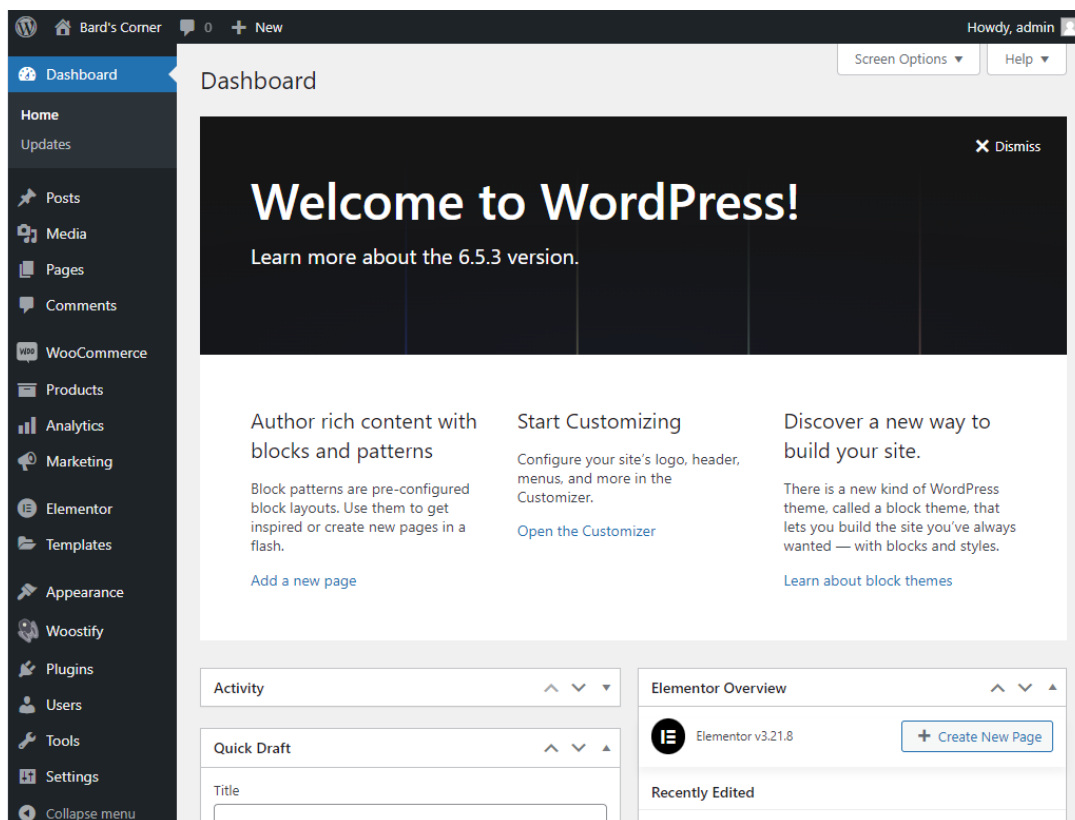 Bard's Corner 0 New Howdy, admin
Screen Options Help
Dashboard
Home
Updates
Posts
Media
Pages
Comments
WooCommerce
Products
Analytics
Marketing
Elementor
Templates
Appearance
Woostify
Plugins
Users
Tools
Settings
Collapse menu
Dashboard
Dismiss
Welcome to WordPress!
Learn more about the 6.5.3 version.
Author rich content with
blocks and patterns
Block patterns are pre-configured
block layouts. Use them to get
inspired or create new pages in a
flash.
Add a new page
Start Customizing
Configure your site's logo, header,
menus, and more in the
Customizer.
Open the Customizer
Discover a new way to
build your site.
There is a new kind of WordPress
theme, called a block theme, that
lets you build the site you've always
wanted — with blocks and styles.
Learn about block themes
Activity
Quick Draft
Title
Elementor Overview
Elementor v3.21.8
Create New Page
Recently Edited